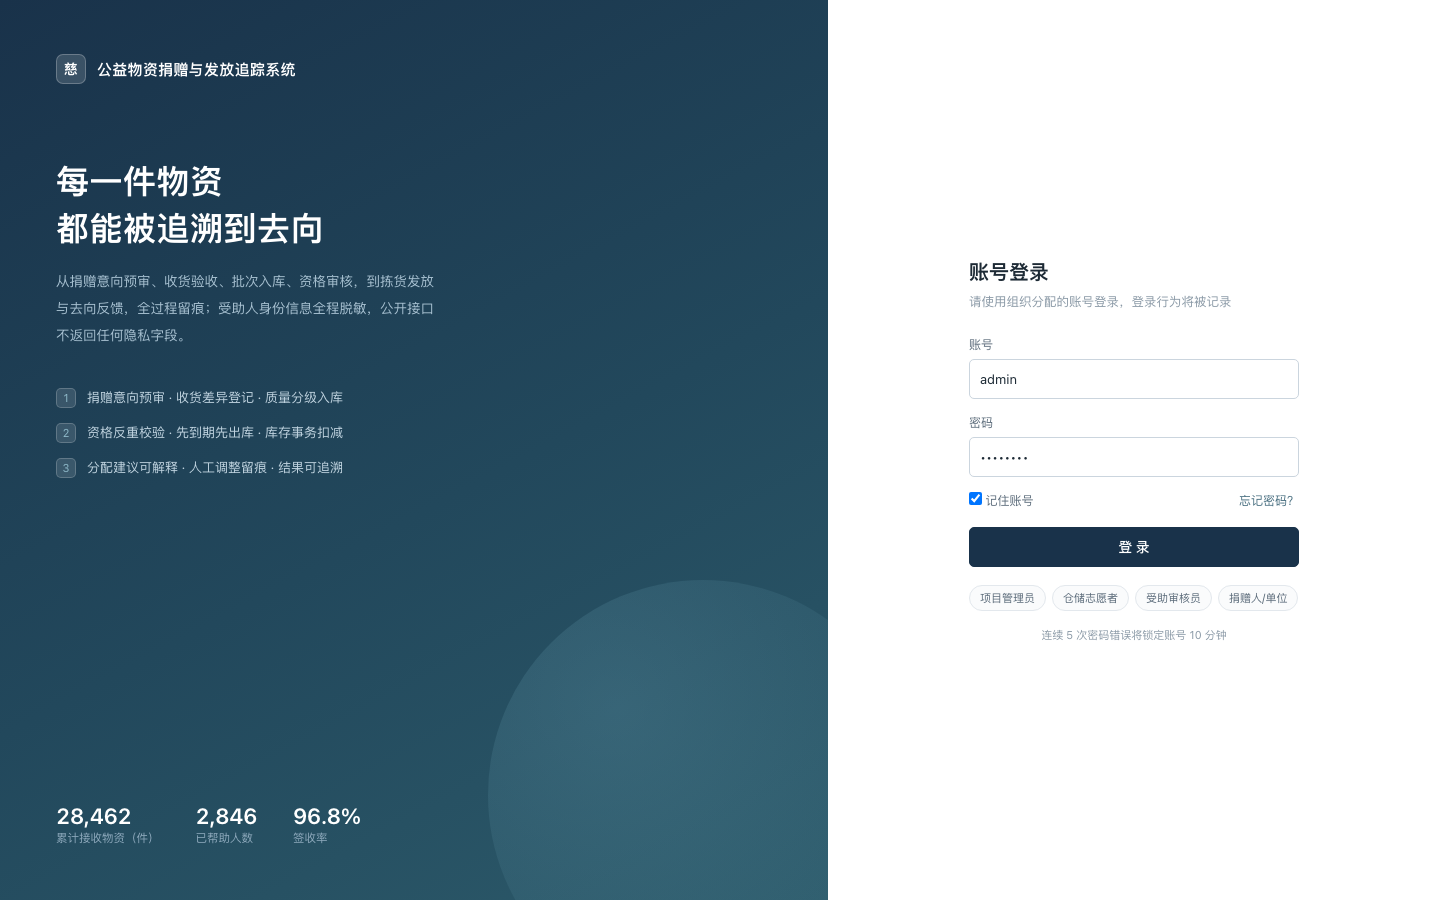 慈 公益物资捐赠与发放追踪系统
每一件物资
都能被追溯到去向
从捐赠意向预审、收货验收、批次入库、资格审核，到拣货发放
与去向反馈，全过程留痕；受助人身份信息全程脱敏，公开接口
不返回任何隐私字段。
1 捐赠意向预审 · 收货差异登记 · 质量分级入库
2 资格反重校验 · 先到期先出库 · 库存事务扣减
3 分配建议可解释 · 人工调整留痕 · 结果可追溯
28,462 2,846 96.8%
累计接收物资（件） 已帮助人数 签收率
账号登录
请使用组织分配的账号登录，登录行为将被记录
账号
admin
密码
••••••••
记住账号 忘记密码?
登 录
项目管理员 仓储志愿者 受助审核员 捐赠人/单位
连续 5 次密码错误将锁定账号 10 分钟